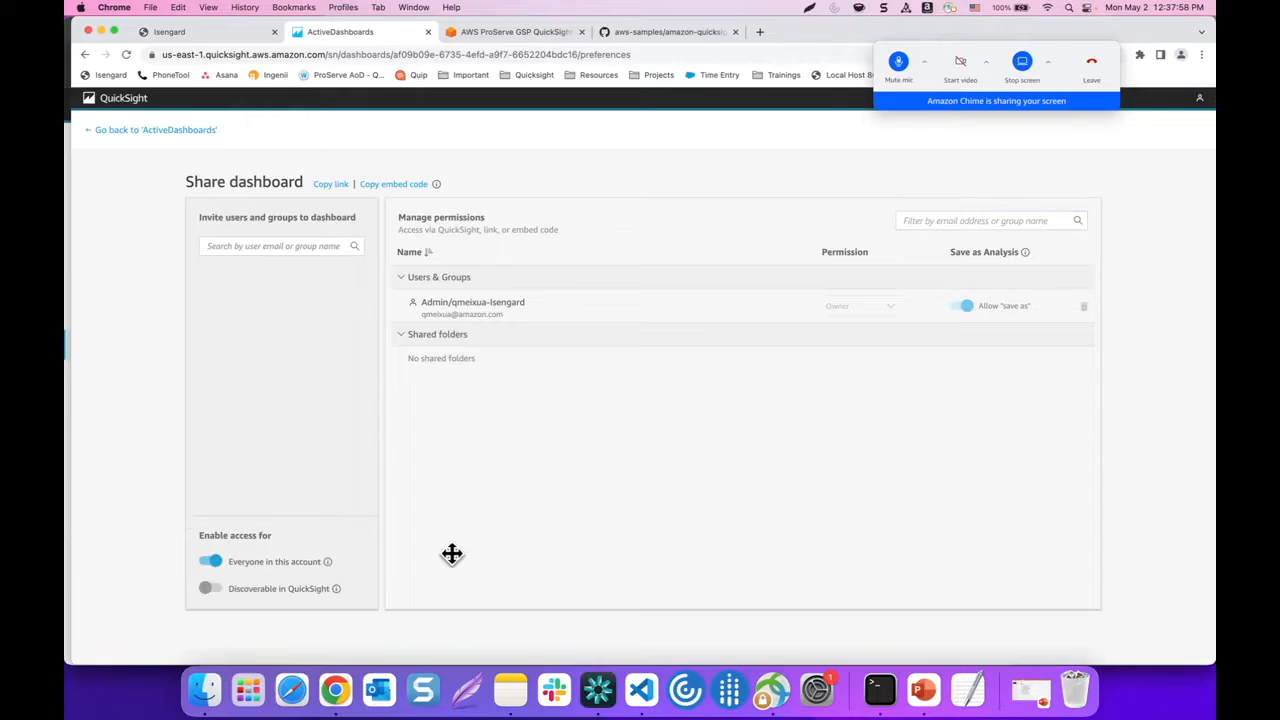 Chrome File Edit View History Bookmarks Profiles Tab Window Help 100% Mon May 2 12:37:58 PM
Isengard ActiveDashboards AWS ProServe GSP QuickSight aws-samples/amazon-quicksig
us-east-1.quicksight.aws.amazon.com/sn/dashboards/af09b09e-6735-4efd-a9f7-6652204bdc16/preferences
Isengard PhoneTool Asana Ingenii ProServe AoD - Q... Quip Important Quicksight Resources Projects Time Entry Trainings Local Host 8
Mute mic Start video Stop screen Leave
Amazon Chime is sharing your screen
QuickSight
Go back to 'ActiveDashboards'
Share dashboard Copy link | Copy embed code
Invite users and groups to dashboard
Search by user email or group name
Manage permissions
Access via QuickSight, link, or embed code
Filter by email address or group name
Name Permission Save as Analysis
Users & Groups
Admin/qmeixua-Isengard
qmeixua@amazon.com
Owner
Allow "save as"
Shared folders
No shared folders
Enable access for
Everyone in this account
Discoverable in QuickSight
1